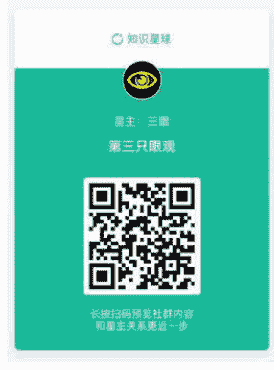 知识星球
星主：三眼
第三只眼观
长按扫码预览社群内容
和星主关系更近一步